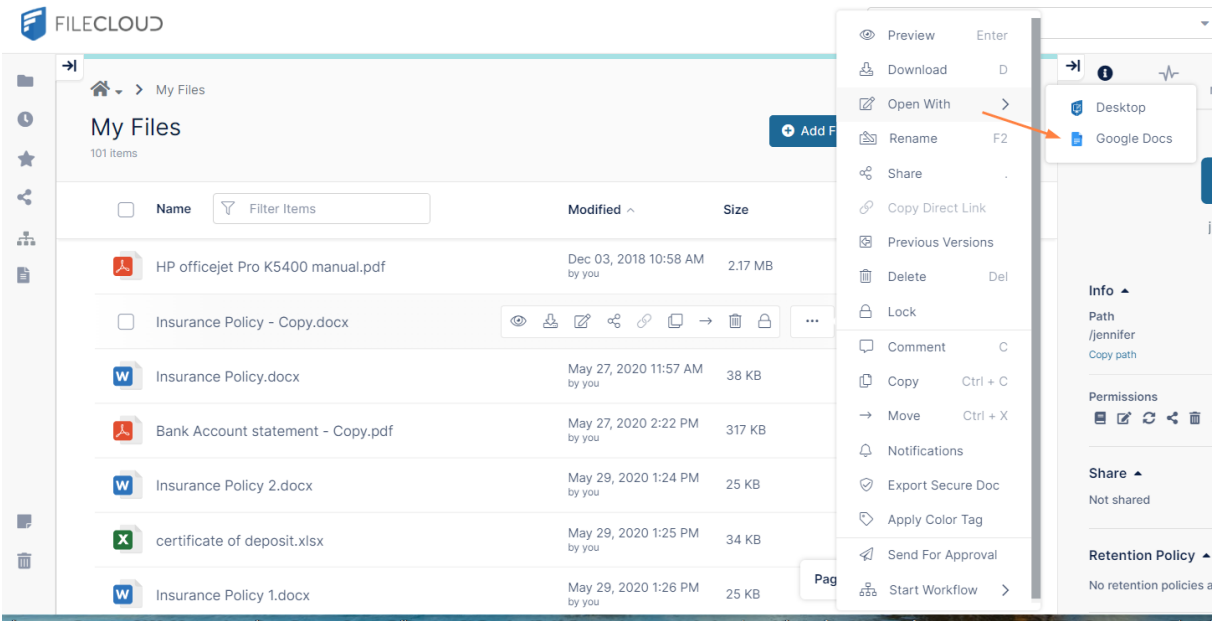 FILECLOUD
My Files
My Files
101 items
Add F
Name
Filter Items
Modified
Size
HP officejet Pro K5400 manual.pdf
Dec 03, 2018 10:58 AM
by you
2.17 MB
Insurance Policy - Copy.docx
Insurance Policy.docx
May 27, 2020 11:57 AM
by you
38 KB
Bank Account statement - Copy.pdf
May 27, 2020 2:22 PM
by you
317 KB
Insurance Policy 2.docx
May 29, 2020 1:24 PM
by you
25 KB
certificate of deposit.xlsx
May 29, 2020 1:25 PM
by you
34 KB
Insurance Policy 1.docx
May 29, 2020 1:26 PM
by you
25 KB
Pag
Preview Enter
Download D
Open With
Rename F2
Share .
Copy Direct Link
Previous Versions
Delete Del
Lock
Comment C
Copy Ctrl + C
Move Ctrl + X
Notifications
Export Secure Doc
Apply Color Tag
Send For Approval
Start Workflow
Desktop
Google Docs
Info
Path
/jennifer
Copy path
Permissions
Share
Not shared
Retention Policy
No retention policies a